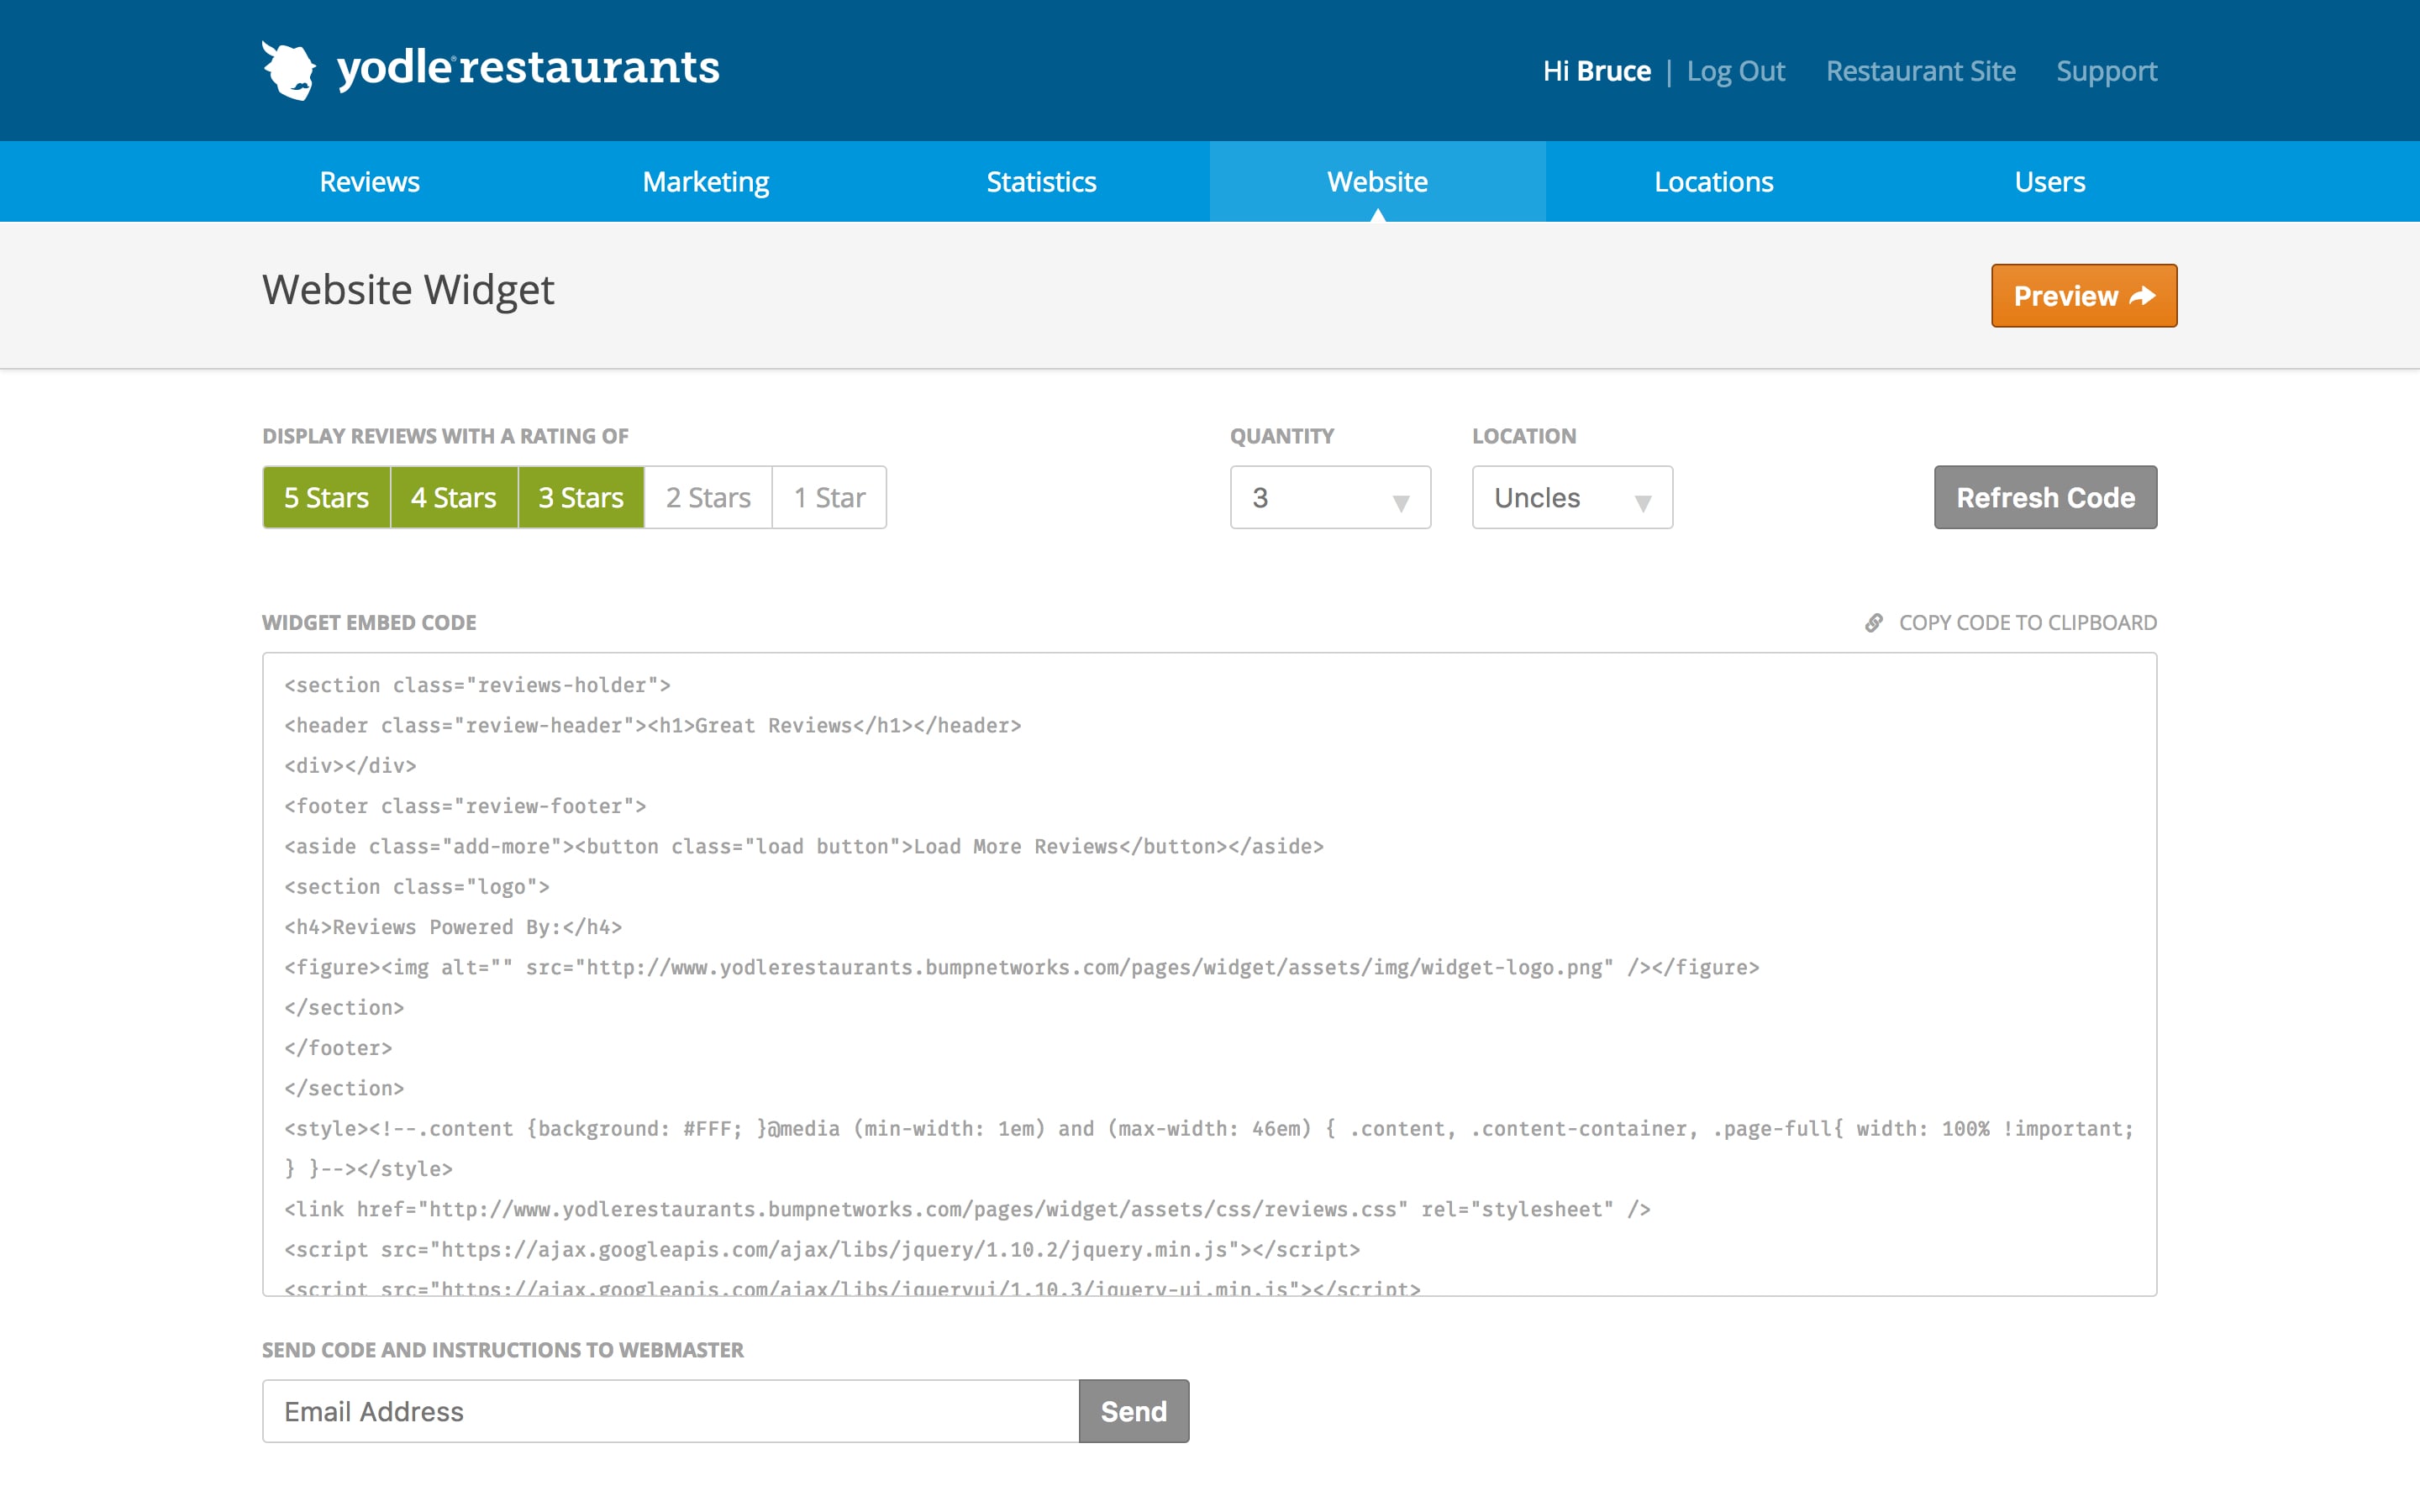 yodle® restaurants
Hi Bruce | Log Out Restaurant Site Support
Reviews Marketing Statistics Website Locations Users
Website Widget
Preview
DISPLAY REVIEWS WITH A RATING OF QUANTITY LOCATION
5 Stars 4 Stars 3 Stars 2 Stars 1 Star 3 Uncles Refresh Code
WIDGET EMBED CODE COPY CODE TO CLIPBOARD
<section class="reviews-holder">
<header class="review-header"><h1>Great Reviews</h1></header>
<div></div>
<footer class="review-footer">
<aside class="add-more"><button class="load button">Load More Reviews</button></aside>
<section class="logo">
<h4>Reviews Powered By:</h4>
<figure><img alt="" src="http://www.yodlerestaurants.bumpnetworks.com/pages/widget/assets/img/widget-logo.png" /></figure>
</section>
</footer>
</section>
<style><!--.content {background: #FFF; }@media (min-width: 1em) and (max-width: 46em) { .content, .content-container, .page-full{ width: 100% !important;
} }--></style>
<link href="http://www.yodlerestaurants.bumpnetworks.com/pages/widget/assets/css/reviews.css" rel="stylesheet" />
<script src="https://ajax.googleapis.com/ajax/libs/jquery/1.10.2/jquery.min.js"></script>
<script src="https://ajax.googleapis.com/ajax/libs/jqueryui/1.10.3/jquery-ui.min.js"></script>
SEND CODE AND INSTRUCTIONS TO WEBMASTER
Email Address Send